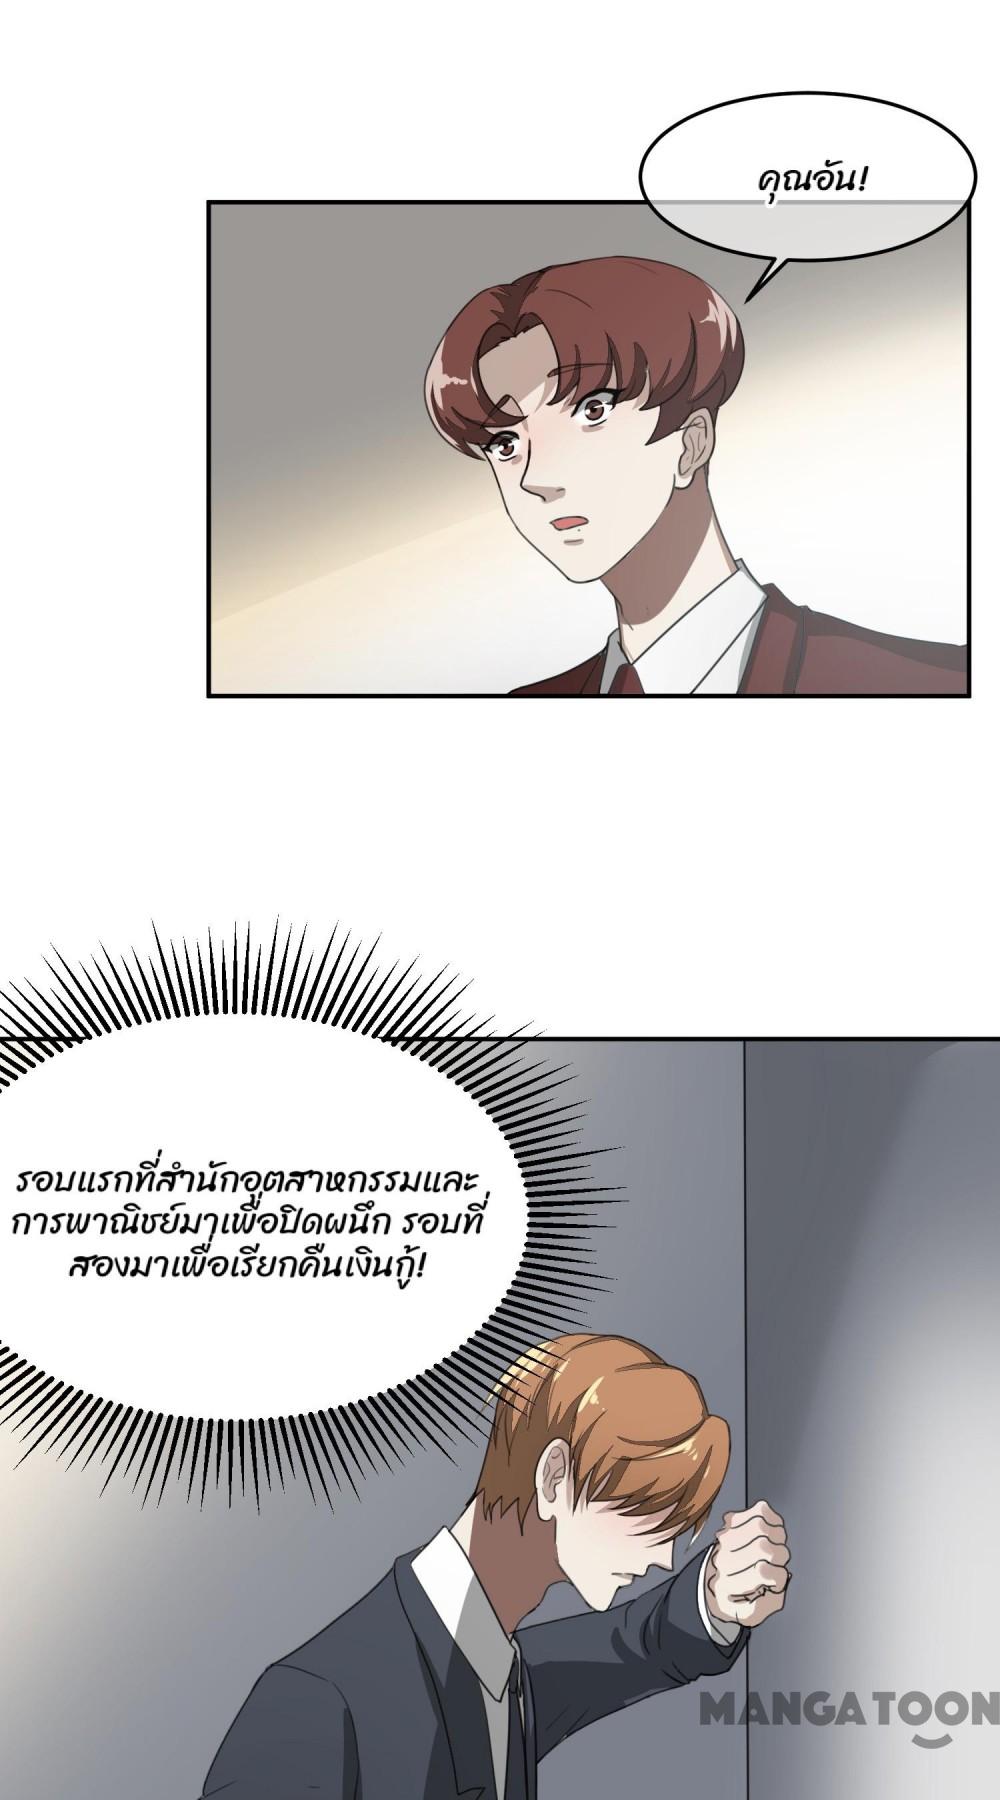 คุณอัน!
รอบแรกที่สำนักอุตสาหกรรมและ
การพาณิชย์มาเพื่อปิดผนึก รอบที่
สองมาเพื่อเรียกคืนเงินกู้!
MANGATOON